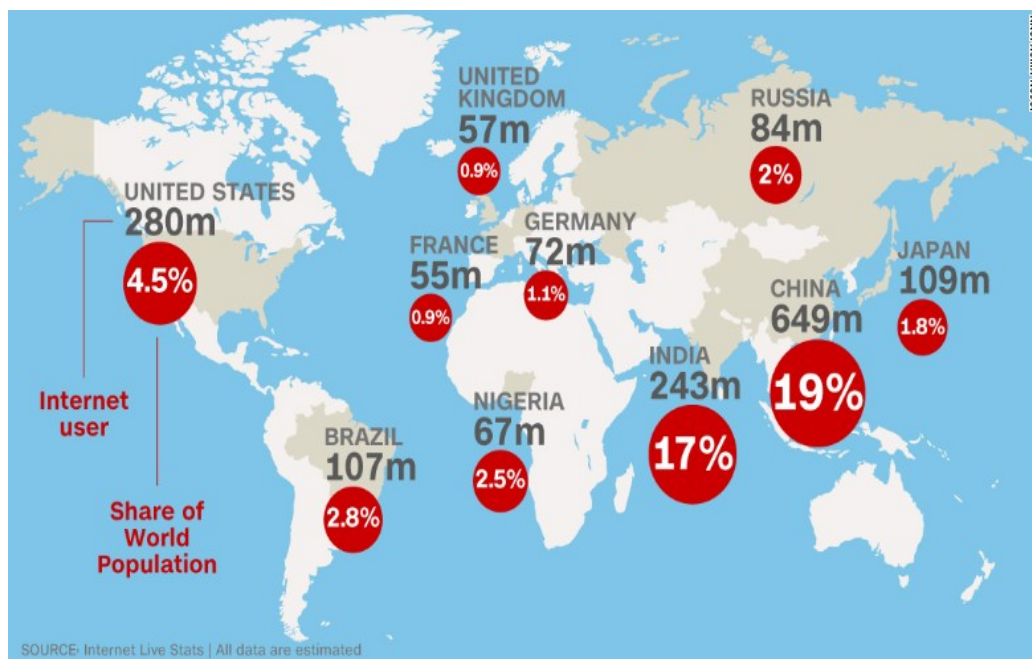 UNITED
KINGDOM
57m
0.9%
RUSSIA
84m
2%
UNITED STATES
280m
4.5%
GERMANY
72m
1.1%
FRANCE
55m
0.9%
JAPAN
109m
1.8%
CHINA
649m
19%
INDIA
243m
17%
NIGERIA
67m
2.5%
BRAZIL
107m
2.8%
Internet
user
Share of
World
Population
SOURCE: Internet Live Stats | All data are estimated